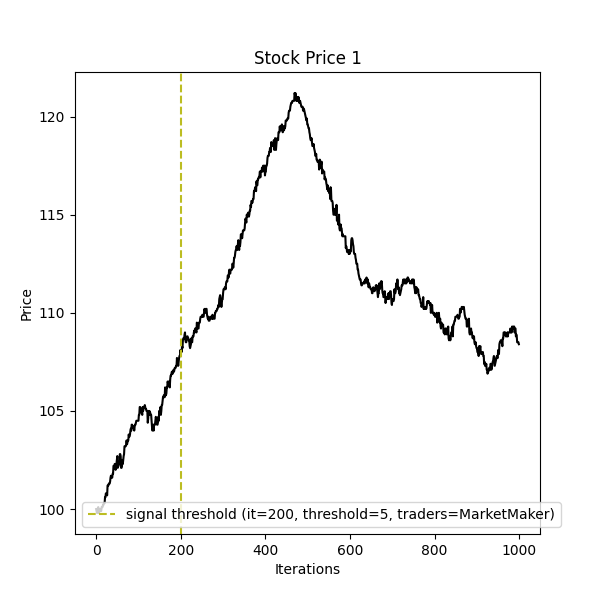 Stock Price 1
Price
120
115
110
105
100
signal threshold (it=200, threshold=5, traders=MarketMaker)
0 200 400 600 800 1000
Iterations